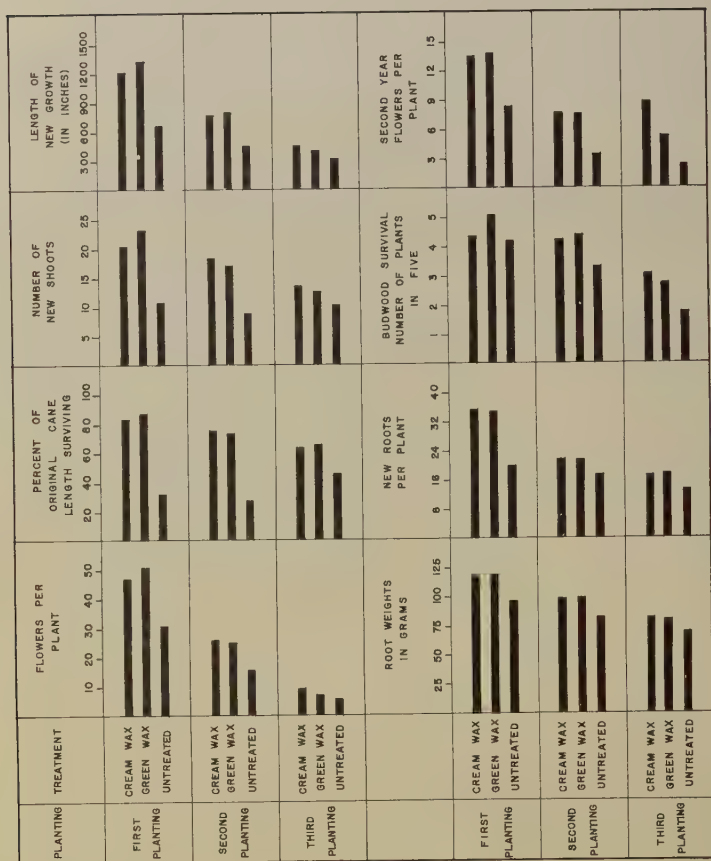 PLANTING
TREATMENT
FLOWERS PER
PLANT
10 20 30 40 50
PERCENT OF
ORIGINAL CANE
LENGTH SURVIVING
20 40 60 80 100
NUMBER OF
NEW SHOOTS
5 10 15 20 25
LENGTH OF
NEW GROWTH
(IN INCHES)
300 600 900 1200 1500
FIRST
PLANTING
CREAM WAX
GREEN WAX
UNTREATED
SECOND
PLANTING
CREAM WAX
GREEN WAX
UNTREATED
THIRD
PLANTING
CREAM WAX
GREEN WAX
UNTREATED
ROOT WEIGHTS
IN GRAMS
25 50 75 100 125
NEW ROOTS
PER PLANT
8 16 24 32 40
BUDWOOD SURVIVAL
NUMBER OF PLANTS
IN FIVE
1 2 3 4 5
SECOND YEAR
FLOWERS PER
PLANT
3 6 9 12 15
FIRST
PLANTING
CREAM WAX
GREEN WAX
UNTREATED
SECOND
PLANTING
CREAM WAX
GREEN WAX
UNTREATED
THIRD
PLANTING
CREAM WAX
GREEN WAX
UNTREATED